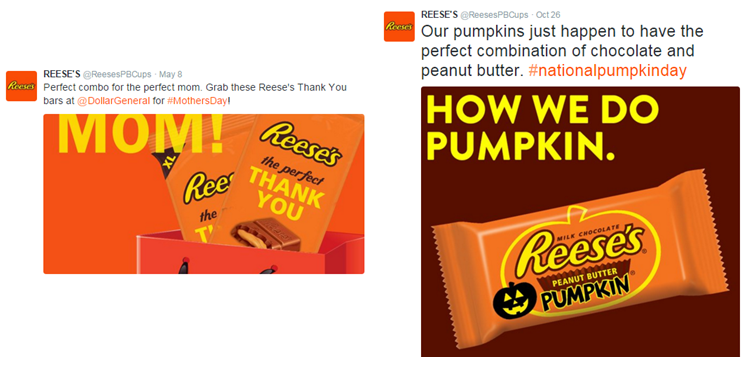 Reese's
REESE'S @ReesesPBCups · May 8
Perfect combo for the perfect mom. Grab these Reese's Thank You
bars at @DollarGeneral for #MothersDay!
MOM!
XL
Reese's
the
Reese's
the perfect
THANK
YOU
Reese's
REESE'S @ReesesPBCups · Oct 26
Our pumpkins just happen to have the
perfect combination of chocolate and
peanut butter. #nationalpumpkinday
HOW WE DO
PUMPKIN.
MILK CHOCOLATE
Reese's
PEANUT BUTTER
PUMPKIN